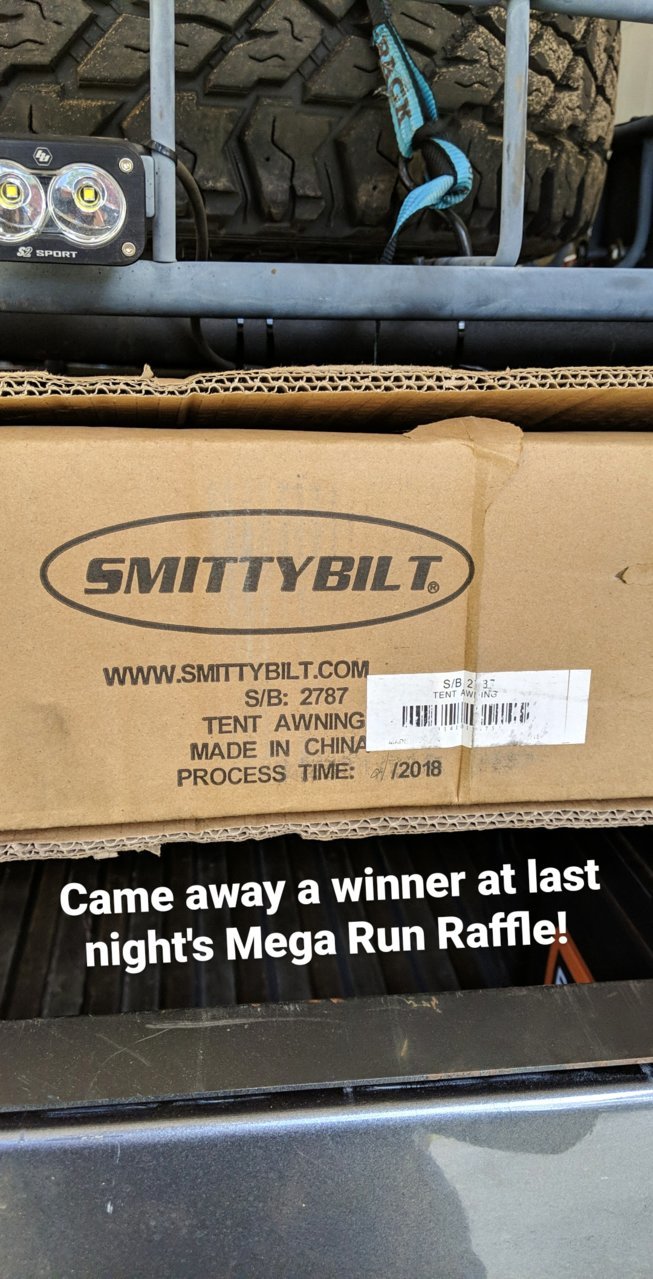 RACK
S2 SPORT
SMITTYBILT®
WWW.SMITTYBILT.COM
S/B: 2787
TENT AWNING
MADE IN CHINA
PROCESS TIME: /2018
S/B
TENT AWNING
Came away a winner at last
night's Mega Run Raffle!